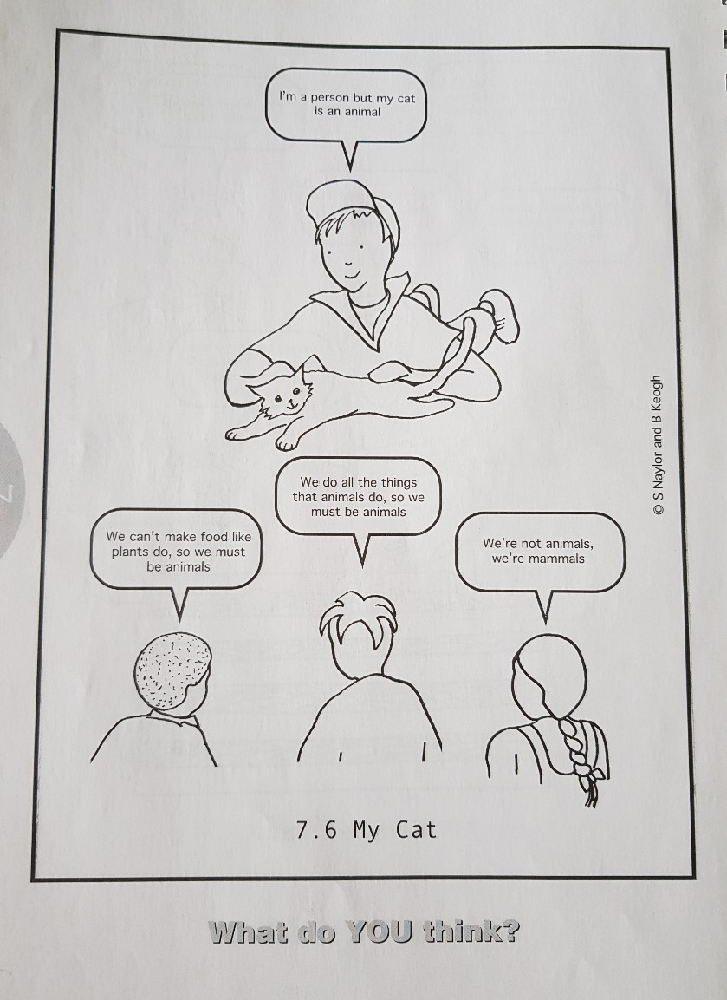 I'm a person but my cat
is an animal
We do all the things
that animals do, so we
must be animals
We can't make food like
plants do, so we must
be animals
We're not animals,
we're mammals
© S Naylor and B Keogh
7.6 My Cat
What do YOU think?